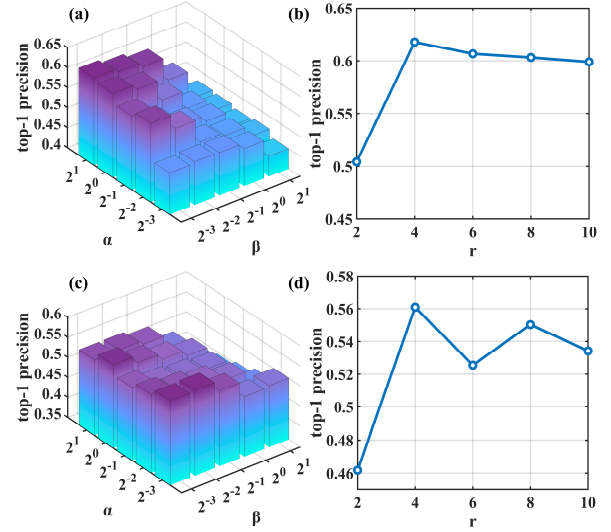 (a)
top-1 precision
0.65
0.6
0.55
0.5
0.45
0.4
2^1
2^0
2^-1
2^-2
2^-3
α
2^-3
2^-2
2^-1
2^0
2^1
β
(b)
top-1 precision
0.65
0.6
0.55
0.5
0.45
2 4 6 8 10
r
(c)
top-1 precision
0.6
0.55
0.5
0.45
0.4
0.35
2^1
2^0
2^-1
2^-2
2^-3
α
2^-3
2^-2
2^-1
2^0
2^1
β
(d)
top-1 precision
0.58
0.56
0.54
0.52
0.5
0.48
0.46
2 4 6 8 10
r